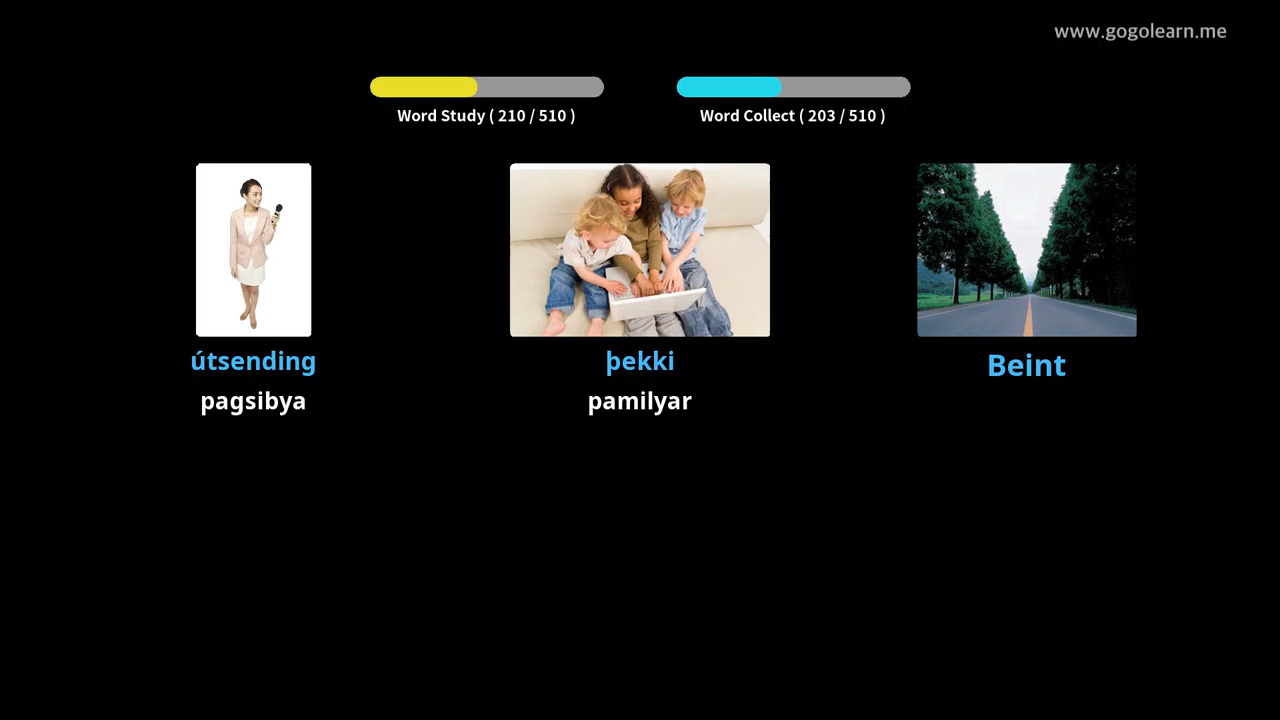 www.gogolearn.me
Word Study ( 210 / 510 )
Word Collect ( 203 / 510 )
útsending
pagsibya
þekki
pamilyar
Beint